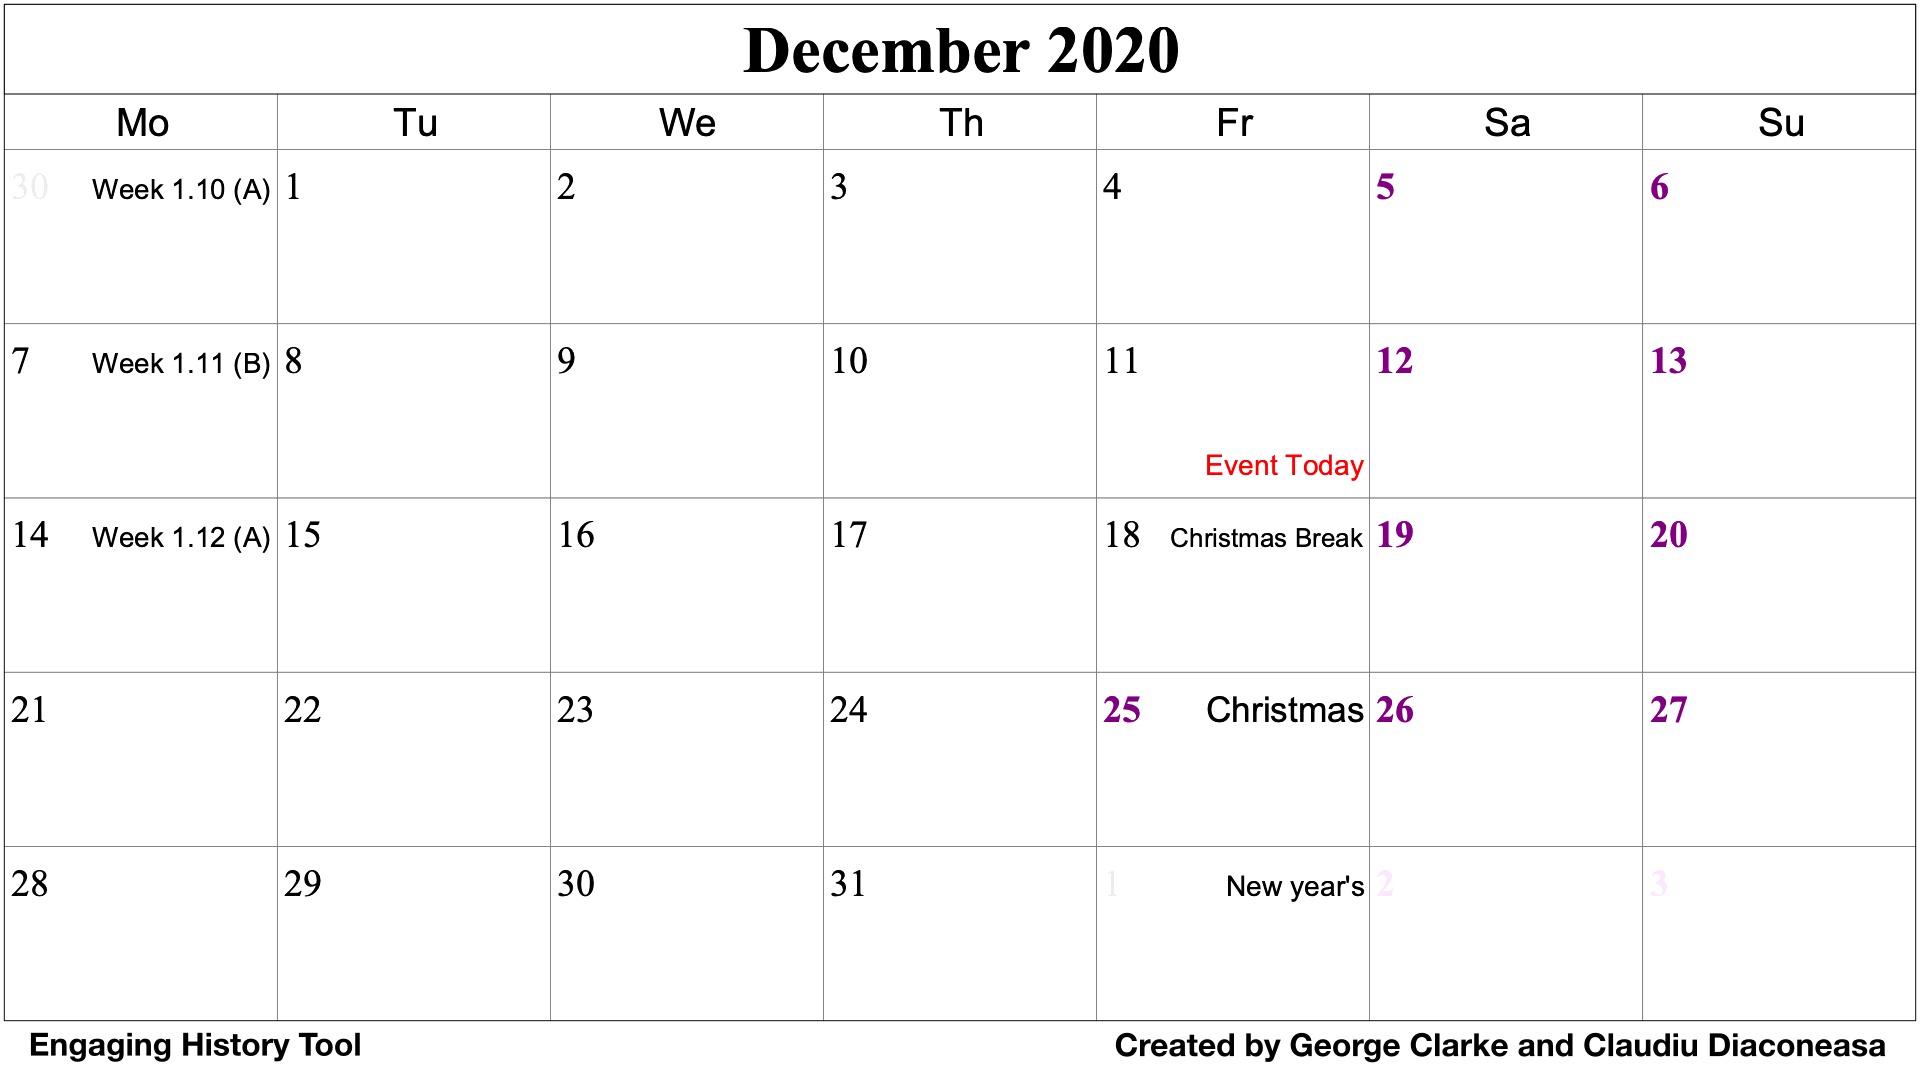 December 2020
Mo Tu We Th Fr Sa Su
30 Week 1.10 (A) 1 2 3 4 5 6
7 Week 1.11 (B) 8 9 10 11 12 13
Event Today
14 Week 1.12 (A) 15 16 17 18 Christmas Break 19 20
21 22 23 24 25 Christmas 26 27
28 29 30 31 1 New year's 2 3
Engaging History Tool Created by George Clarke and Claudiu Diaconeasa